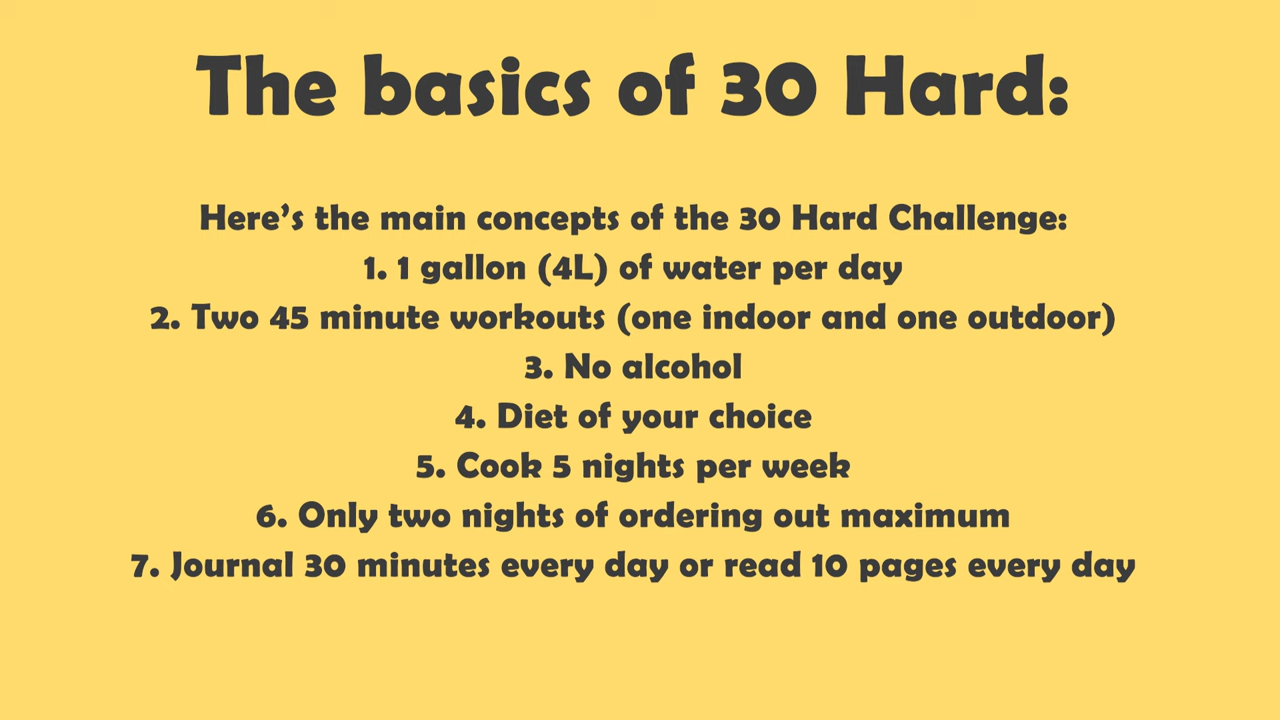 The basics of 30 Hard:
Here’s the main concepts of the 30 Hard Challenge:
1. 1 gallon (4L) of water per day
2. Two 45 minute workouts (one indoor and one outdoor)
3. No alcohol
4. Diet of your choice
5. Cook 5 nights per week
6. Only two nights of ordering out maximum
7. Journal 30 minutes every day or read 10 pages every day